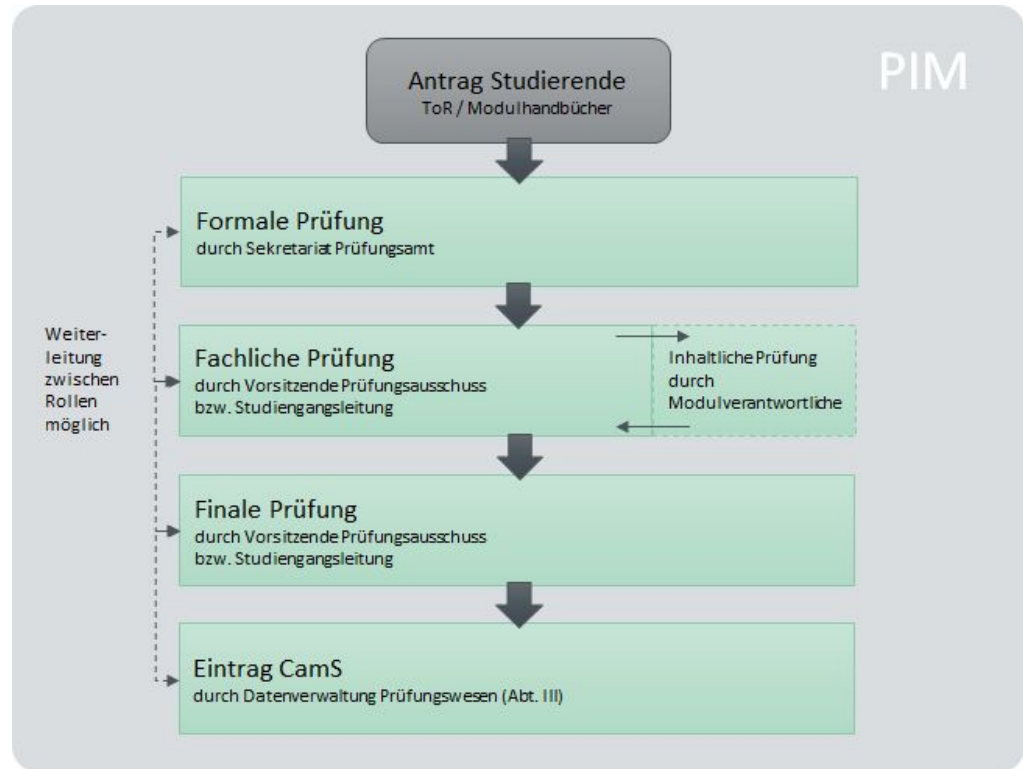 PIM
Antrag Studierende
ToR / Modulhandbücher
Formale Prüfung
durch Sekretariat Prüfungsamt
Weiter-
leitung
zwischen
Rollen
möglich
Fachliche Prüfung
durch Vorsitzende Prüfungsausschuss
bzw. Studiengangsleitung
Inhaltliche Prüfung
durch
Modulverantwortliche
Finale Prüfung
durch Vorsitzende Prüfungsausschuss
bzw. Studiengangsleitung
Eintrag CamS
durch Datenverwaltung Prüfungswesen (Abt. III)